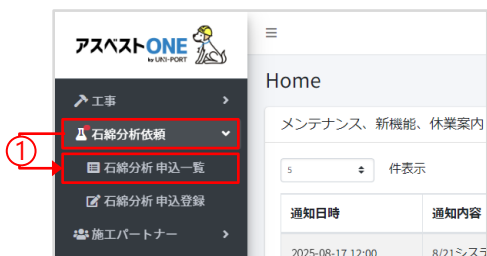 アスベストONE
by UNI-PORT
工事
石綿分析依頼
①
石綿分析 申込一覧
石綿分析 申込登録
施工パートナー
Home
メンテナンス、新機能、休業案内
5 件表示
通知日時 通知内容
2025-08-17 12:00 8/21シス